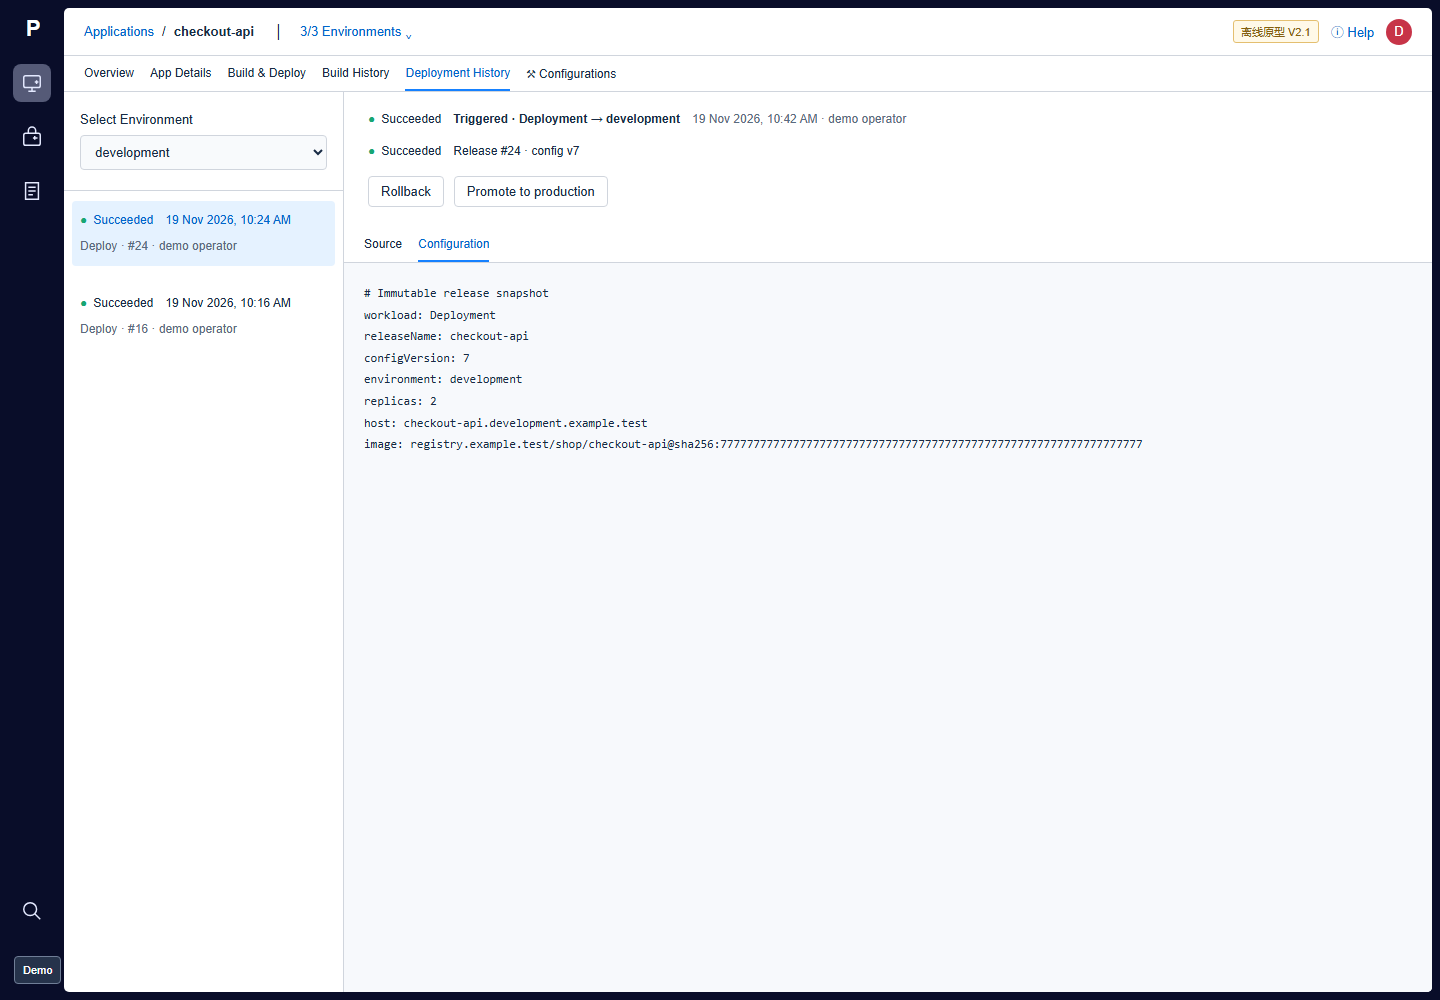 P
Applications / checkout-api | 3/3 Environments
离线原型 V2.1
Help
D
Overview App Details Build & Deploy Build History Deployment History Configurations
Select Environment
development
Succeeded 19 Nov 2026, 10:24 AM
Deploy · #24 · demo operator
Succeeded 19 Nov 2026, 10:16 AM
Deploy · #16 · demo operator
Succeeded Triggered · Deployment → development 19 Nov 2026, 10:42 AM · demo operator
Succeeded Release #24 · config v7
Rollback Promote to production
Source Configuration
# Immutable release snapshot
workload: Deployment
releaseName: checkout-api
configVersion: 7
environment: development
replicas: 2
host: checkout-api.development.example.test
image: registry.example.test/shop/checkout-api@sha256:7777777777777777777777777777777777777777777777777777777777777777
Demo